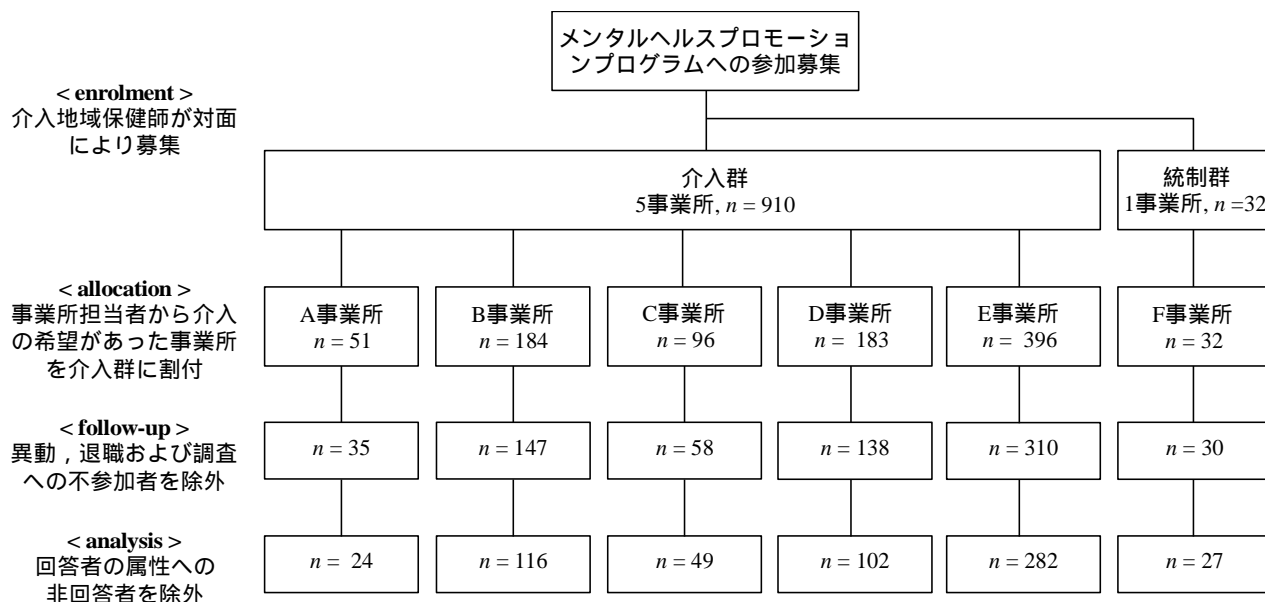 メンタルヘルスプロモーショ
ンプログラムへの参加募集
< enrolment >
介入地域保健師が対面
により募集
介入群
5事業所, n = 910
統制群
1事業所, n =32
< allocation >
事業所担当者から介入
の希望があった事業所
を介入群に割付
A事業所
n = 51
B事業所
n = 184
C事業所
n = 96
D事業所
n = 183
E事業所
n = 396
F事業所
n = 32
< follow-up >
異動，退職および調査
への不参加者を除外
n = 35
n = 147
n = 58
n = 138
n = 310
n = 30
< analysis >
回答者の属性への
非回答者を除外
n = 24
n = 116
n = 49
n = 102
n = 282
n = 27